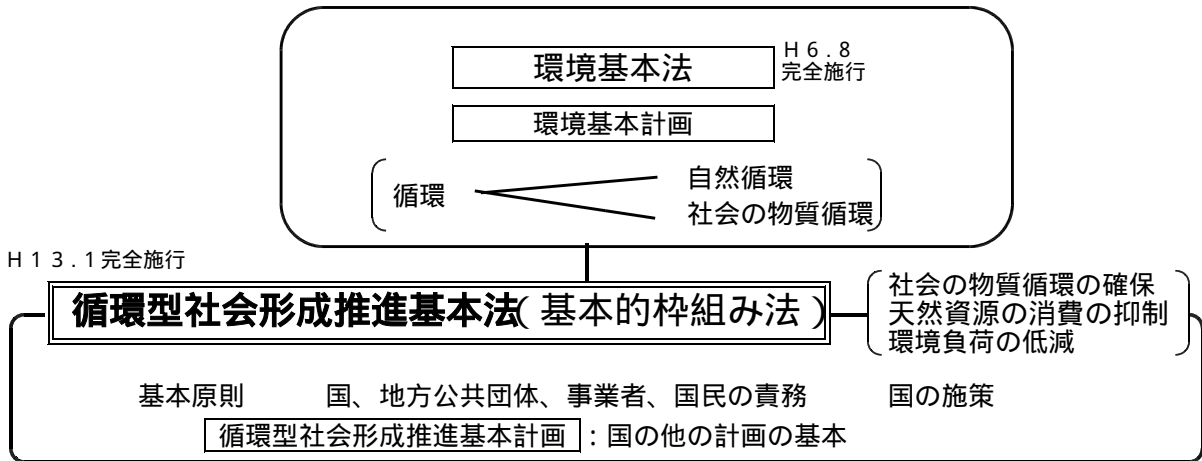 環境基本法
H6.8
完全施行
環境基本計画
循環
自然循環
社会の物質循環
H13.1完全施行
循環型社会形成推進基本法(基本的枠組み法)
社会の物質循環の確保
天然資源の消費の抑制
環境負荷の低減
基本原則 国、地方公共団体、事業者、国民の責務 国の施策
循環型社会形成推進基本計画:国の他の計画の基本